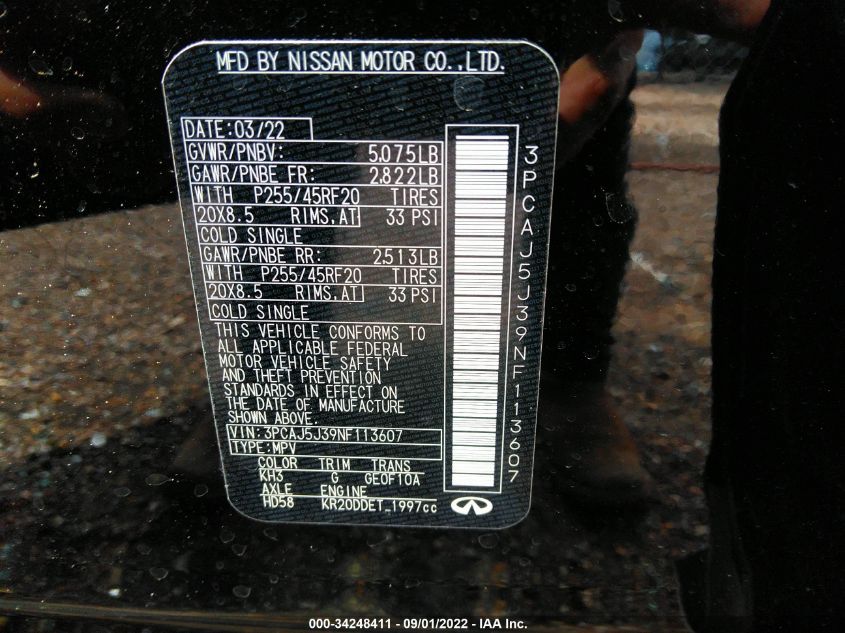 MFD BY NISSAN MOTOR CO.,LTD.
DATE:03/22
GVWR/PNBV: 5,075LB
GAWR/PNBE FR: 2,822LB
WITH P255/45RF20 TIRES
20X8.5 RIMS.AT 33 PSI
COLD SINGLE
GAWR/PNBE RR: 2,513LB
WITH P255/45RF20 TIRES
20X8.5 RIMS.AT 33 PSI
COLD SINGLE
THIS VEHICLE CONFORMS TO
ALL APPLICABLE FEDERAL
MOTOR VEHICLE SAFETY
AND THEFT PREVENTION
STANDARDS IN EFFECT ON
THE DATE OF MANUFACTURE
SHOWN ABOVE.
VIN:3PCAJ5J39NF113607
TYPE:MPV
COLOR TRIM TRANS
KH3 G GE0F10A
AXLE ENGINE
HD58 KR20DDET_1997cc
3PCAJ5J39NF113607
000-34248411 - 09/01/2022 - IAA Inc.